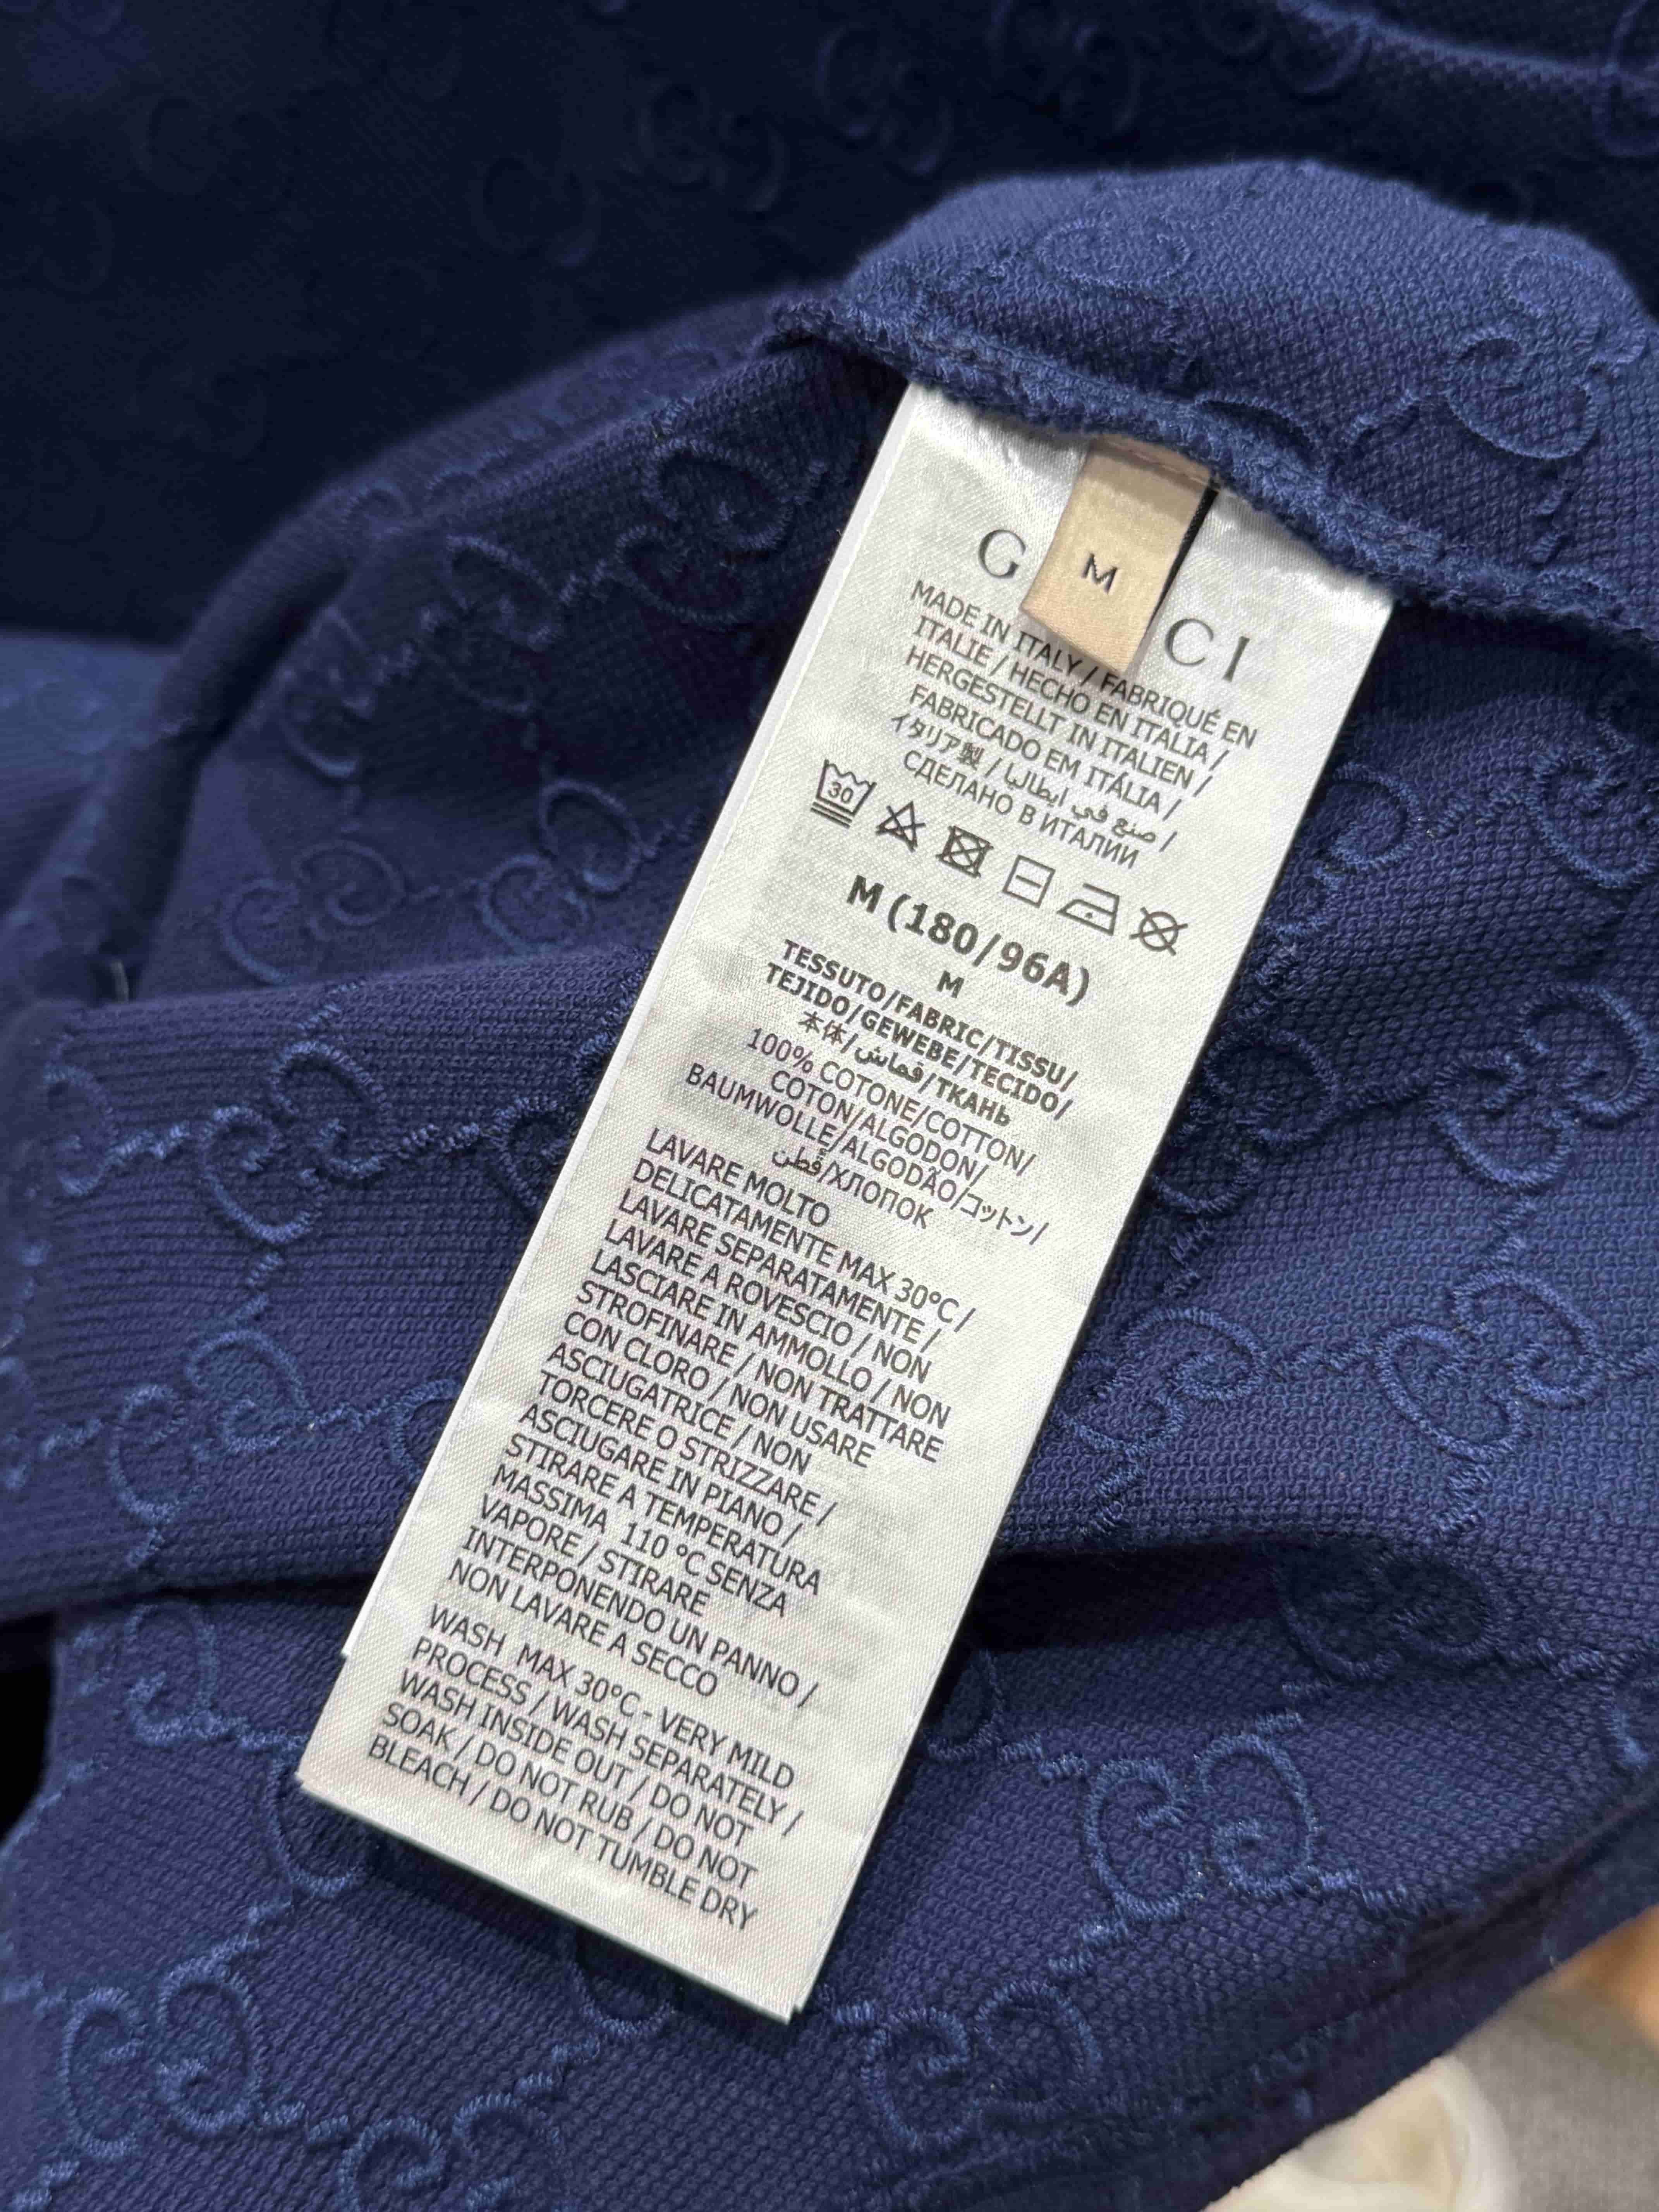 M
G CCI
MADE IN ITALY / FABRIQUÉ EN
ITALIE / HECHO EN ITALIA /
HERGESTELLT IN ITALIEN /
FABRICADO EM ITÁLIA /
イタリア製 / صنع في ايطاليا /
СДЕЛАНО В ИТАЛИИ
30
M (180/96A)
M
TESSUTO/FABRIC/TISSU/
TEJIDO/GEWEBE/TECIDO/
本体/قماش/ТКАНЬ
100% COTONE/COTTON/
COTON/ALGODON/
BAUMWOLLE/ALGODÃO/コットン/
قطن/ХЛОПОК
LAVARE MOLTO
DELICATAMENTE MAX 30°C /
LAVARE SEPARATAMENTE /
LAVARE A ROVESCIO / NON
LASCIARE IN AMMOLLO / NON
STROFINARE / NON TRATTARE
CON CLORO / NON USARE
ASCIUGATRICE / NON
TORCERE O STRIZZARE /
ASCIUGARE IN PIANO /
STIRARE A TEMPERATURA
MASSIMA 110 °C SENZA
VAPORE / STIRARE
INTERPONENDO UN PANNO /
NON LAVARE A SECCO
WASH MAX 30°C - VERY MILD
PROCESS / WASH SEPARATELY /
WASH INSIDE OUT / DO NOT
SOAK / DO NOT RUB / DO NOT
BLEACH / DO NOT TUMBLE DRY